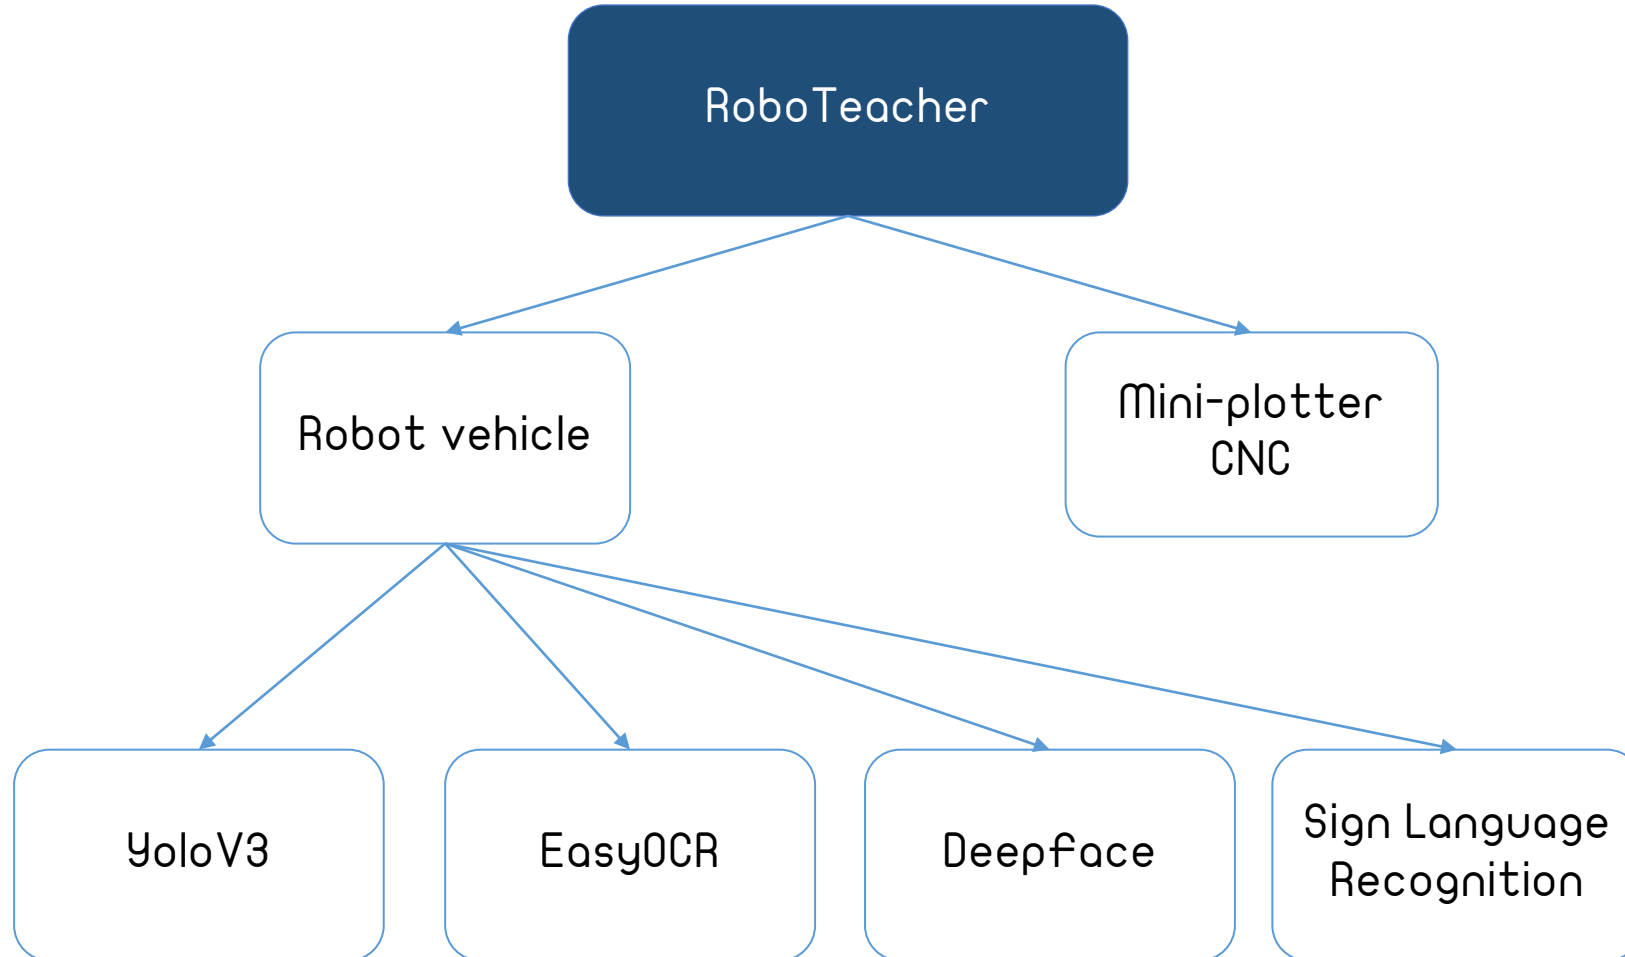 RoboTeacher
Robot vehicle
Mini-plotter
CNC
YoloV3
EasyOCR
Deepface
Sign Language
Recognition